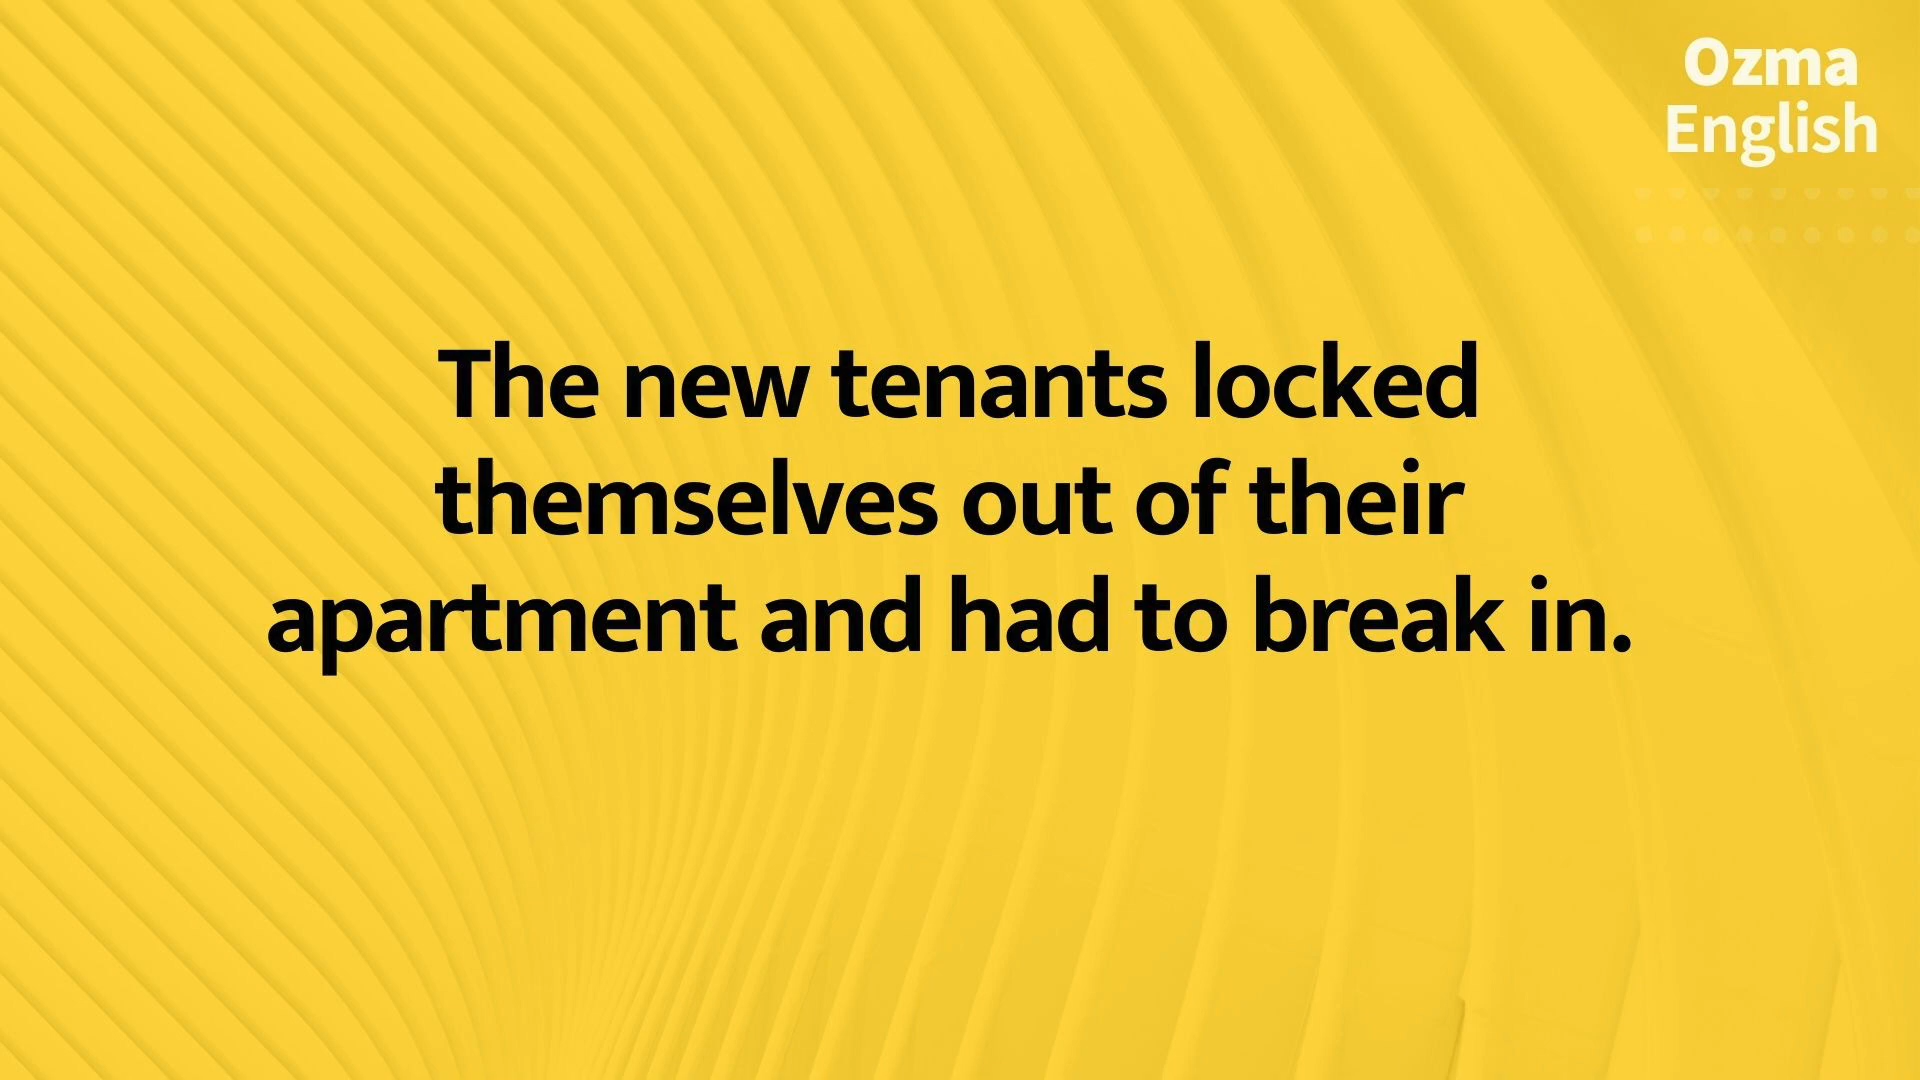 Ozma
English
The new tenants locked
themselves out of their
apartment and had to break in.